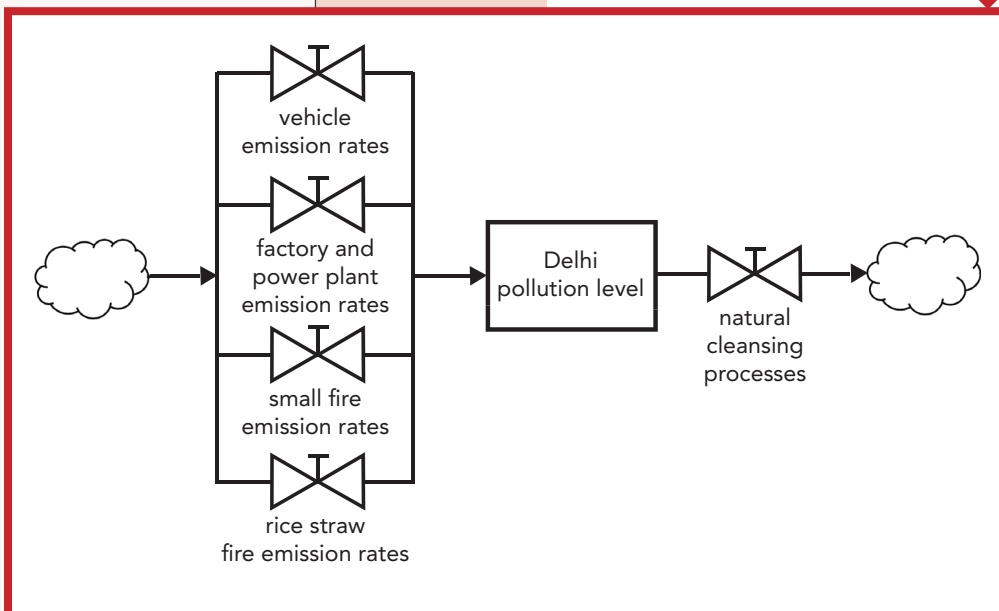 vehicle
emission rates
factory and
power plant
emission rates
small fire
emission rates
rice straw
fire emission rates
Delhi
pollution level
natural
cleansing
processes